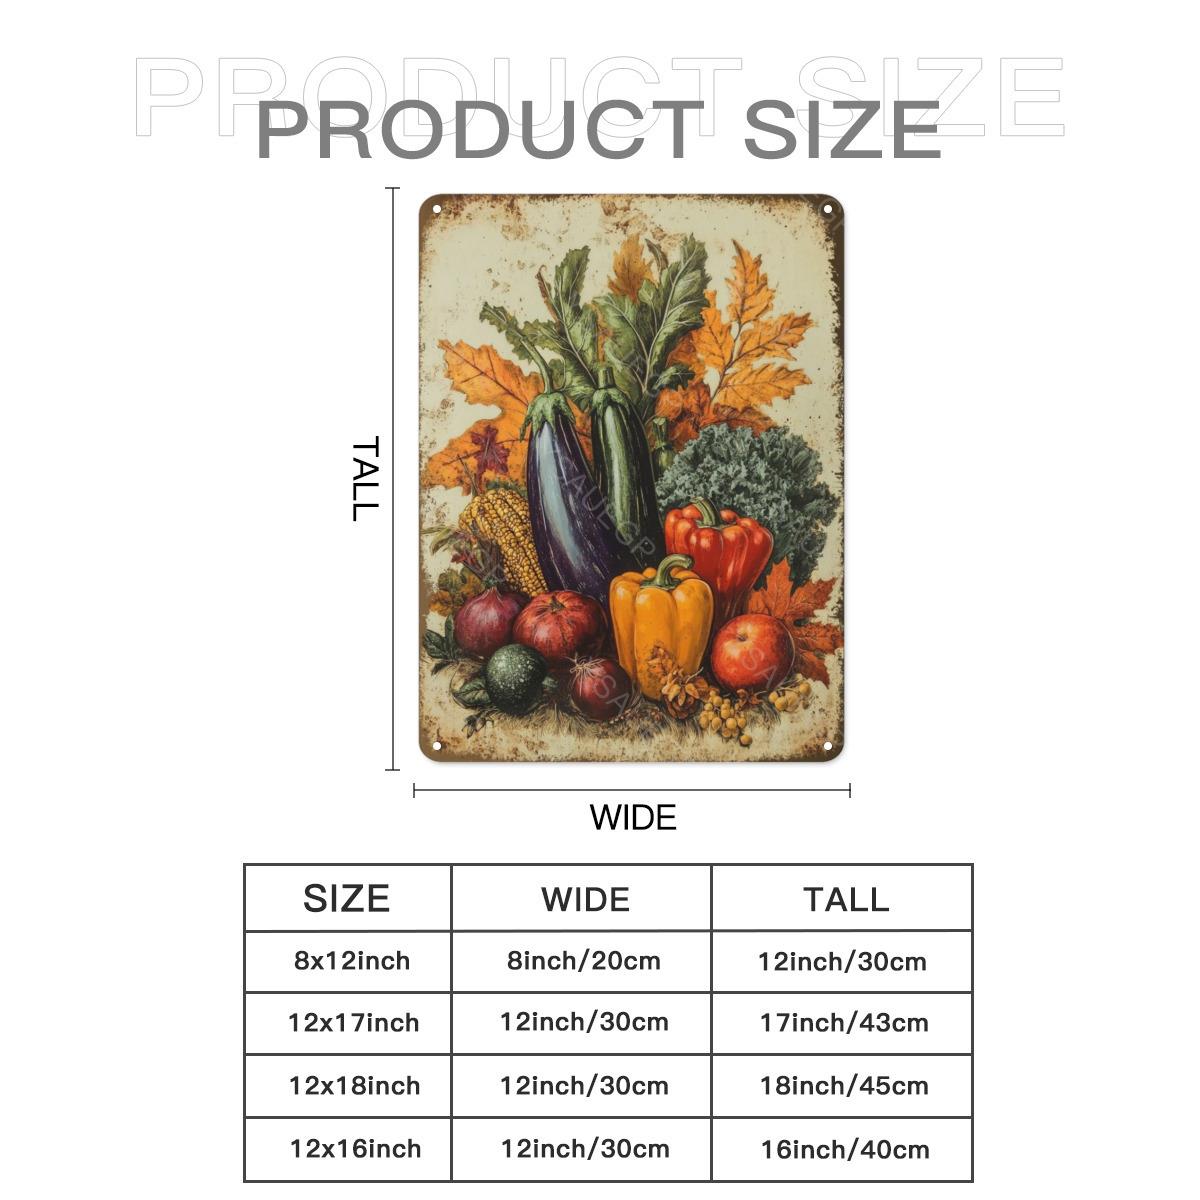 PRODUCT SIZE
PRODUCT SIZE
TALL
WIDE
SIZE WIDE TALL
8x12inch 8inch/20cm 12inch/30cm
12x17inch 12inch/30cm 17inch/43cm
12x18inch 12inch/30cm 18inch/45cm
12x16inch 12inch/30cm 16inch/40cm